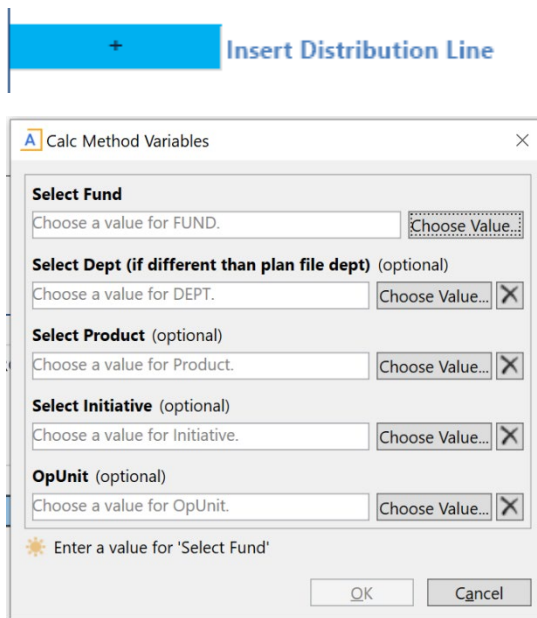 + Insert Distribution Line
A Calc Method Variables
Select Fund
Choose a value for FUND. Choose Value...
Select Dept (if different than plan file dept) (optional)
Choose a value for DEPT. Choose Value... X
Select Product (optional)
Choose a value for Product. Choose Value... X
Select Initiative (optional)
Choose a value for Initiative. Choose Value... X
OpUnit (optional)
Choose a value for OpUnit. Choose Value... X
Enter a value for 'Select Fund'
OK Cancel